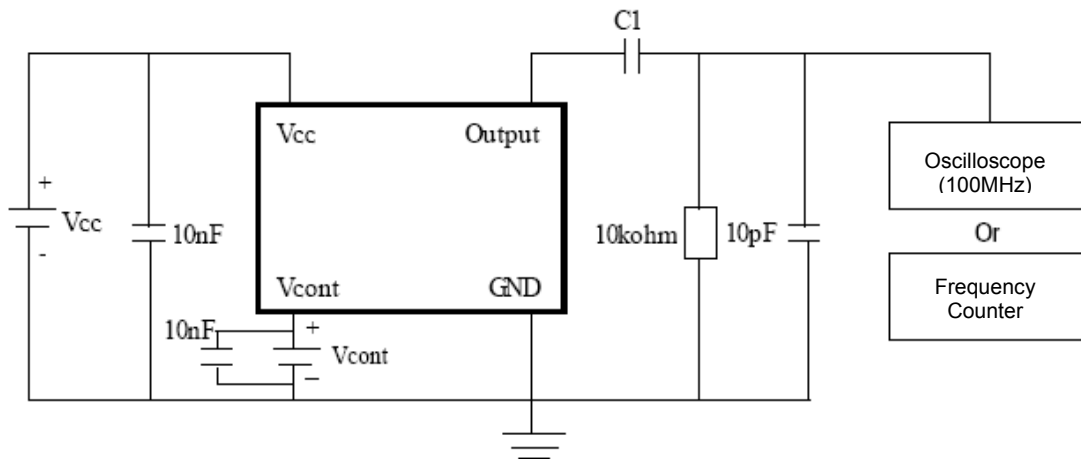 C1
Vcc
Output
Oscilloscope
(100MHz)
+
Vcc
-
10nF
10kohm
10pF
Or
Vcont
GND
Frequency
Counter
10nF
+
Vcont
–